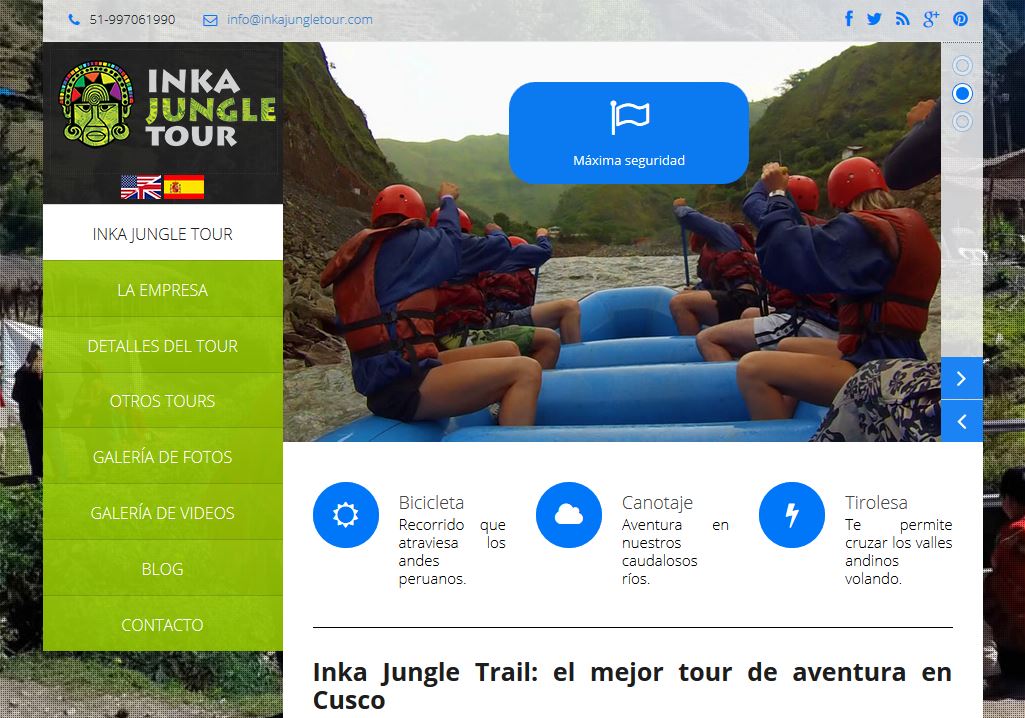 51-997061990 info@inkajungletour.com
INKA
JUNGLE
TOUR
INKA JUNGLE TOUR
LA EMPRESA
DETALLES DEL TOUR
OTROS TOURS
GALERÍA DE FOTOS
GALERÍA DE VIDEOS
BLOG
CONTACTO
Máxima seguridad
Bicicleta
Recorrido que
atraviesa los
andes
peruanos.
Canotaje
Aventura en
nuestros
caudalosos
ríos.
Tirolesa
Te permite
cruzar los valles
andinos
volando.
Inka Jungle Trail: el mejor tour de aventura en
Cusco